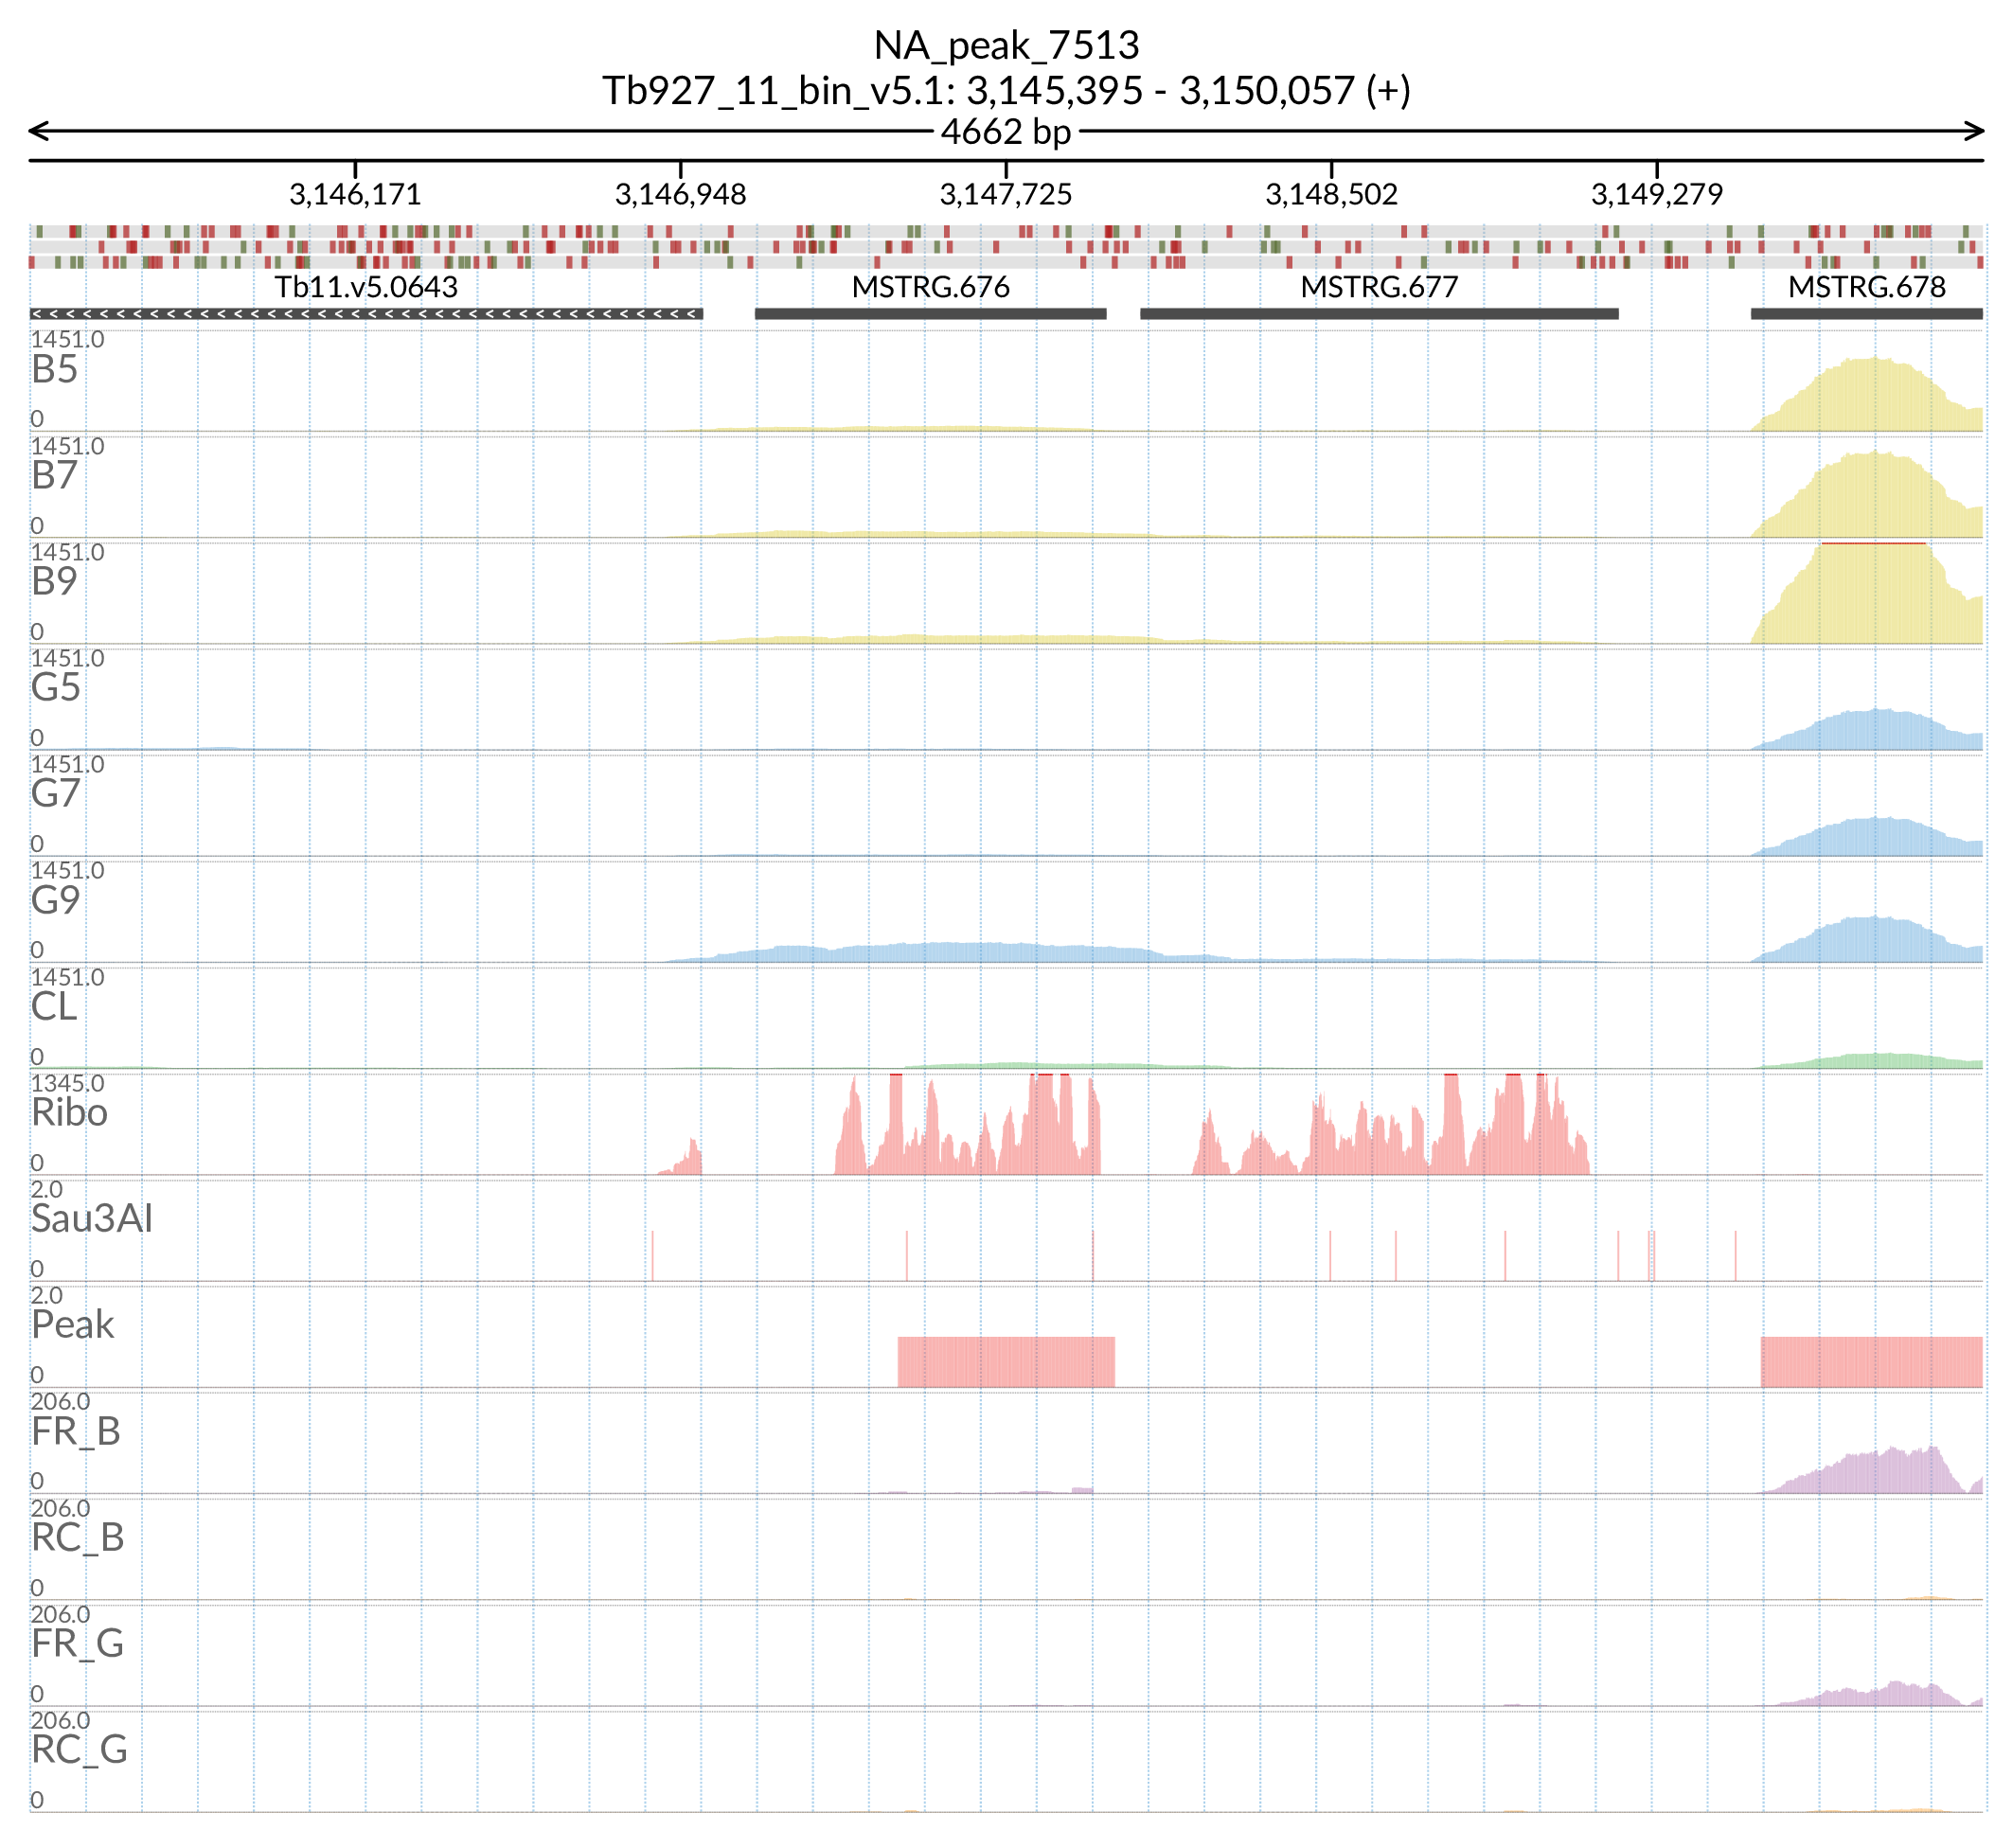 NA_peak_7513
Tb927_11_bin_v5.1: 3,145,395 - 3,150,057 (+)
4662 bp
3,146,171 3,146,948 3,147,725 3,148,502 3,149,279
Tb11.v5.0643 MSTRG.676 MSTRG.677 MSTRG.678
1451.0
B5
0
1451.0
B7
0
1451.0
B9
0
1451.0
G5
0
1451.0
G7
0
1451.0
G9
0
1451.0
CL
0
1345.0
Ribo
0
2.0
Sau3AI
0
2.0
Peak
0
206.0
FR_B
0
206.0
RC_B
0
206.0
FR_G
0
206.0
RC_G
0